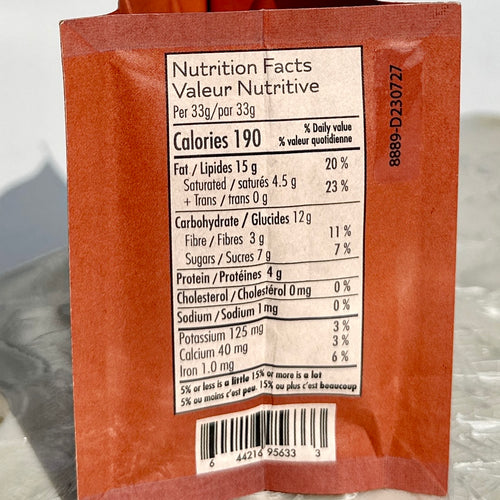 Nutrition Facts
Valeur Nutritive
Per 33g/par 33g
Calories 190 % Daily value
% valeur quotidienne
Fat / Lipides 15 g 20 %
Saturated / saturés 4.5 g
+ Trans / trans 0 g 23 %
Carbohydrate / Glucides 12g
Fibre / Fibres 3 g 11 %
Sugars / Sucres 7 g 7 %
Protein / Protéines 4 g
Cholesterol / Cholestérol 0 mg 0 %
Sodium / Sodium 1 mg 0 %
Potassium 125 mg 3 %
Calcium 40 mg 3 %
Iron 1.0 mg 6 %
5% or less is a little 15% or more is a lot
5% ou moins c'est peu. 15% ou plus c'est beaucoup
6 44216 95633 3
8889-D230727